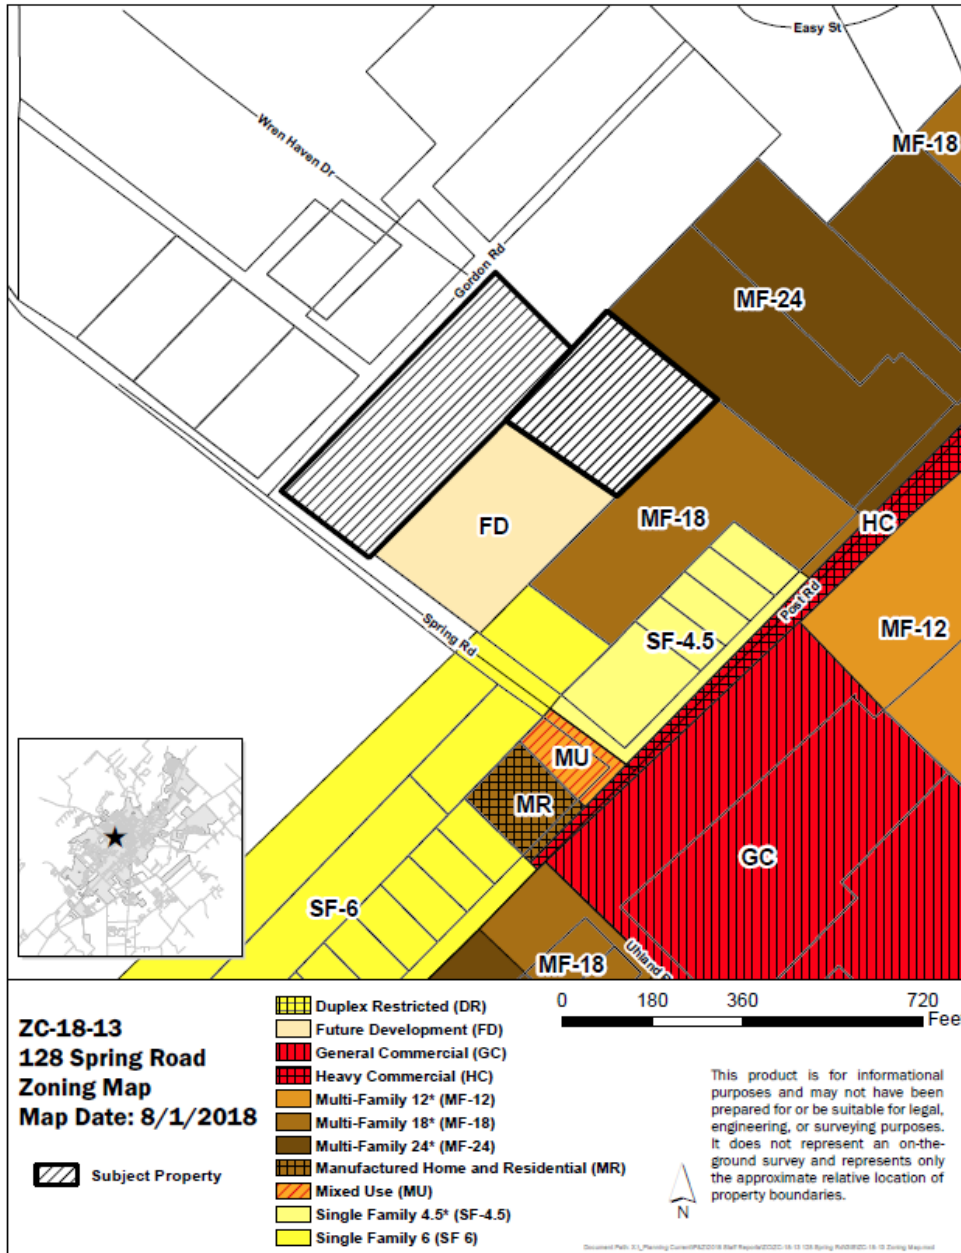 Easy St
Wren Haven Dr
MF-18
Gordon Rd
MF-24
FD
MF-18
HC
Post Rd
MF-12
Spring Rd
SF-4.5
MU
MR
GC
SF-6
MF-18
Uhland R
ZC-18-13
128 Spring Road
Zoning Map
Map Date: 8/1/2018
Subject Property
Duplex Restricted (DR)
Future Development (FD)
General Commercial (GC)
Heavy Commercial (HC)
Multi-Family 12* (MF-12)
Multi-Family 18* (MF-18)
Multi-Family 24* (MF-24)
Manufactured Home and Residential (MR)
Mixed Use (MU)
Single Family 4.5* (SF-4.5)
Single Family 6 (SF 6)
0 180 360 720
Feet
This product is for informational
purposes and may not have been
prepared for or be suitable for legal,
engineering, or surveying purposes.
It does not represent an on-the-
ground survey and represents only
the approximate relative location of
property boundaries.
N